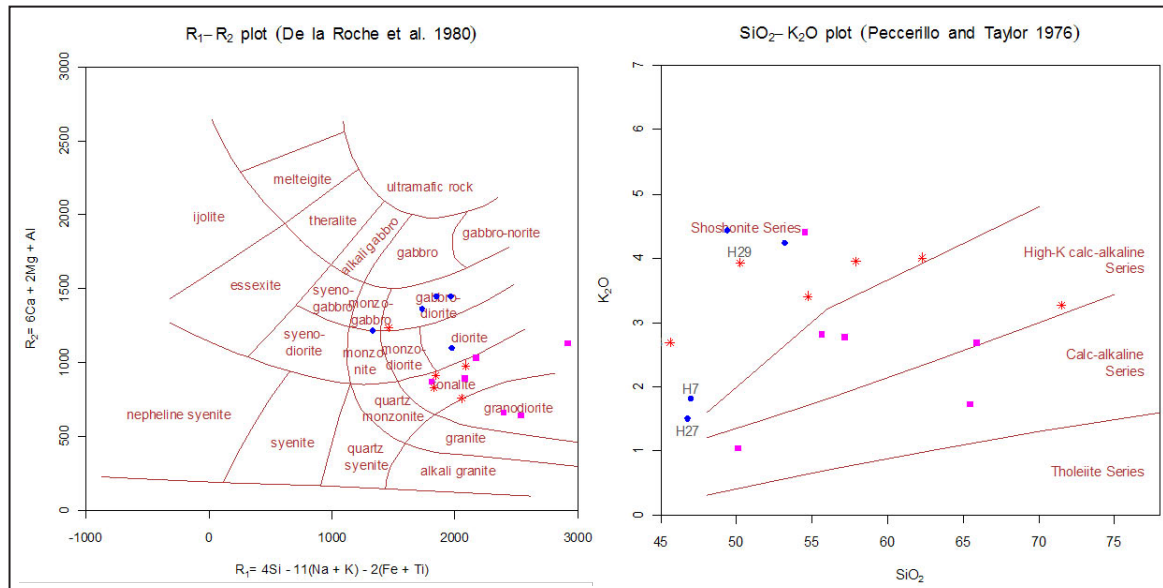 R₁– R₂ plot (De la Roche et al. 1980)
3000
2500
2000
1500
1000
500
0
R₂= 6Ca + 2Mg + Al
melteigite
ultramafic rock
ijolite
theralite
alkali gabbro
gabbro-norite
gabbro
essexite
syeno-
gabbro
monzo-
gabbro
gabbro-
diorite
syeno-
diorite
monzo-
nite
monzo-
diorite
diorite
tonalite
nepheline syenite
quartz
monzonite
granodiorite
syenite
quartz
syenite
granite
alkali granite
-1000
0
1000
2000
3000
R₁= 4Si - 11(Na + K) - 2(Fe + Ti)
SiO₂– K₂O plot (Peccerillo and Taylor 1976)
7
6
5
4
3
2
1
0
K₂O
Shoshonite Series
H29
High-K calc-alkaline
Series
Calc-alkaline
Series
H7
H27
Tholeiite Series
45
50
55
60
65
70
75
SiO₂